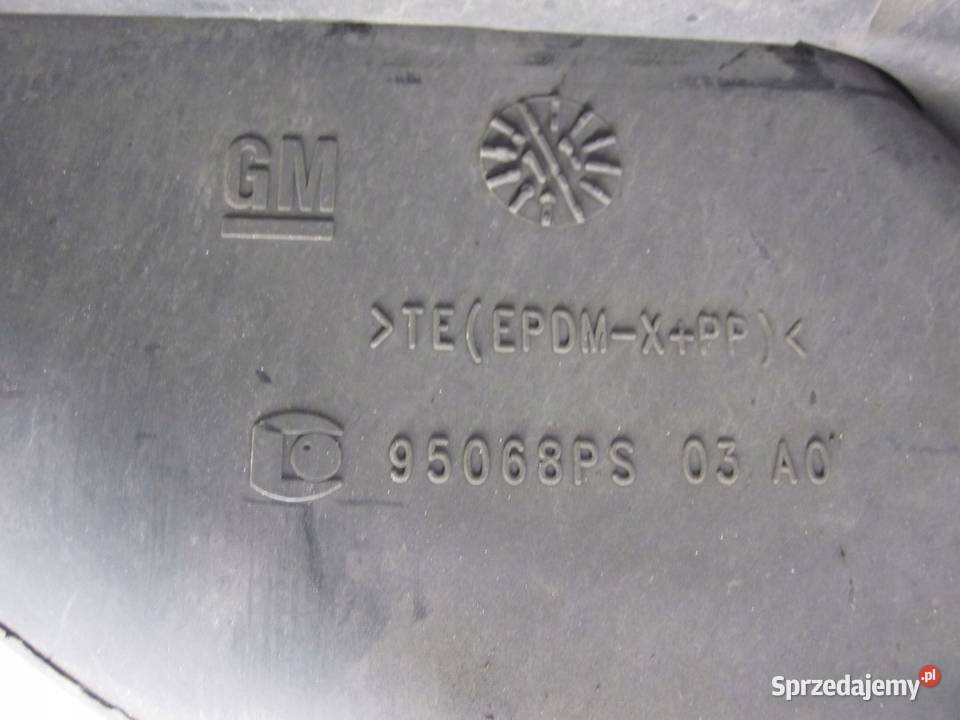 GM
>TE(EPDM-X+PP)<
95068PS 03 A0
Sprzedajemy.pl